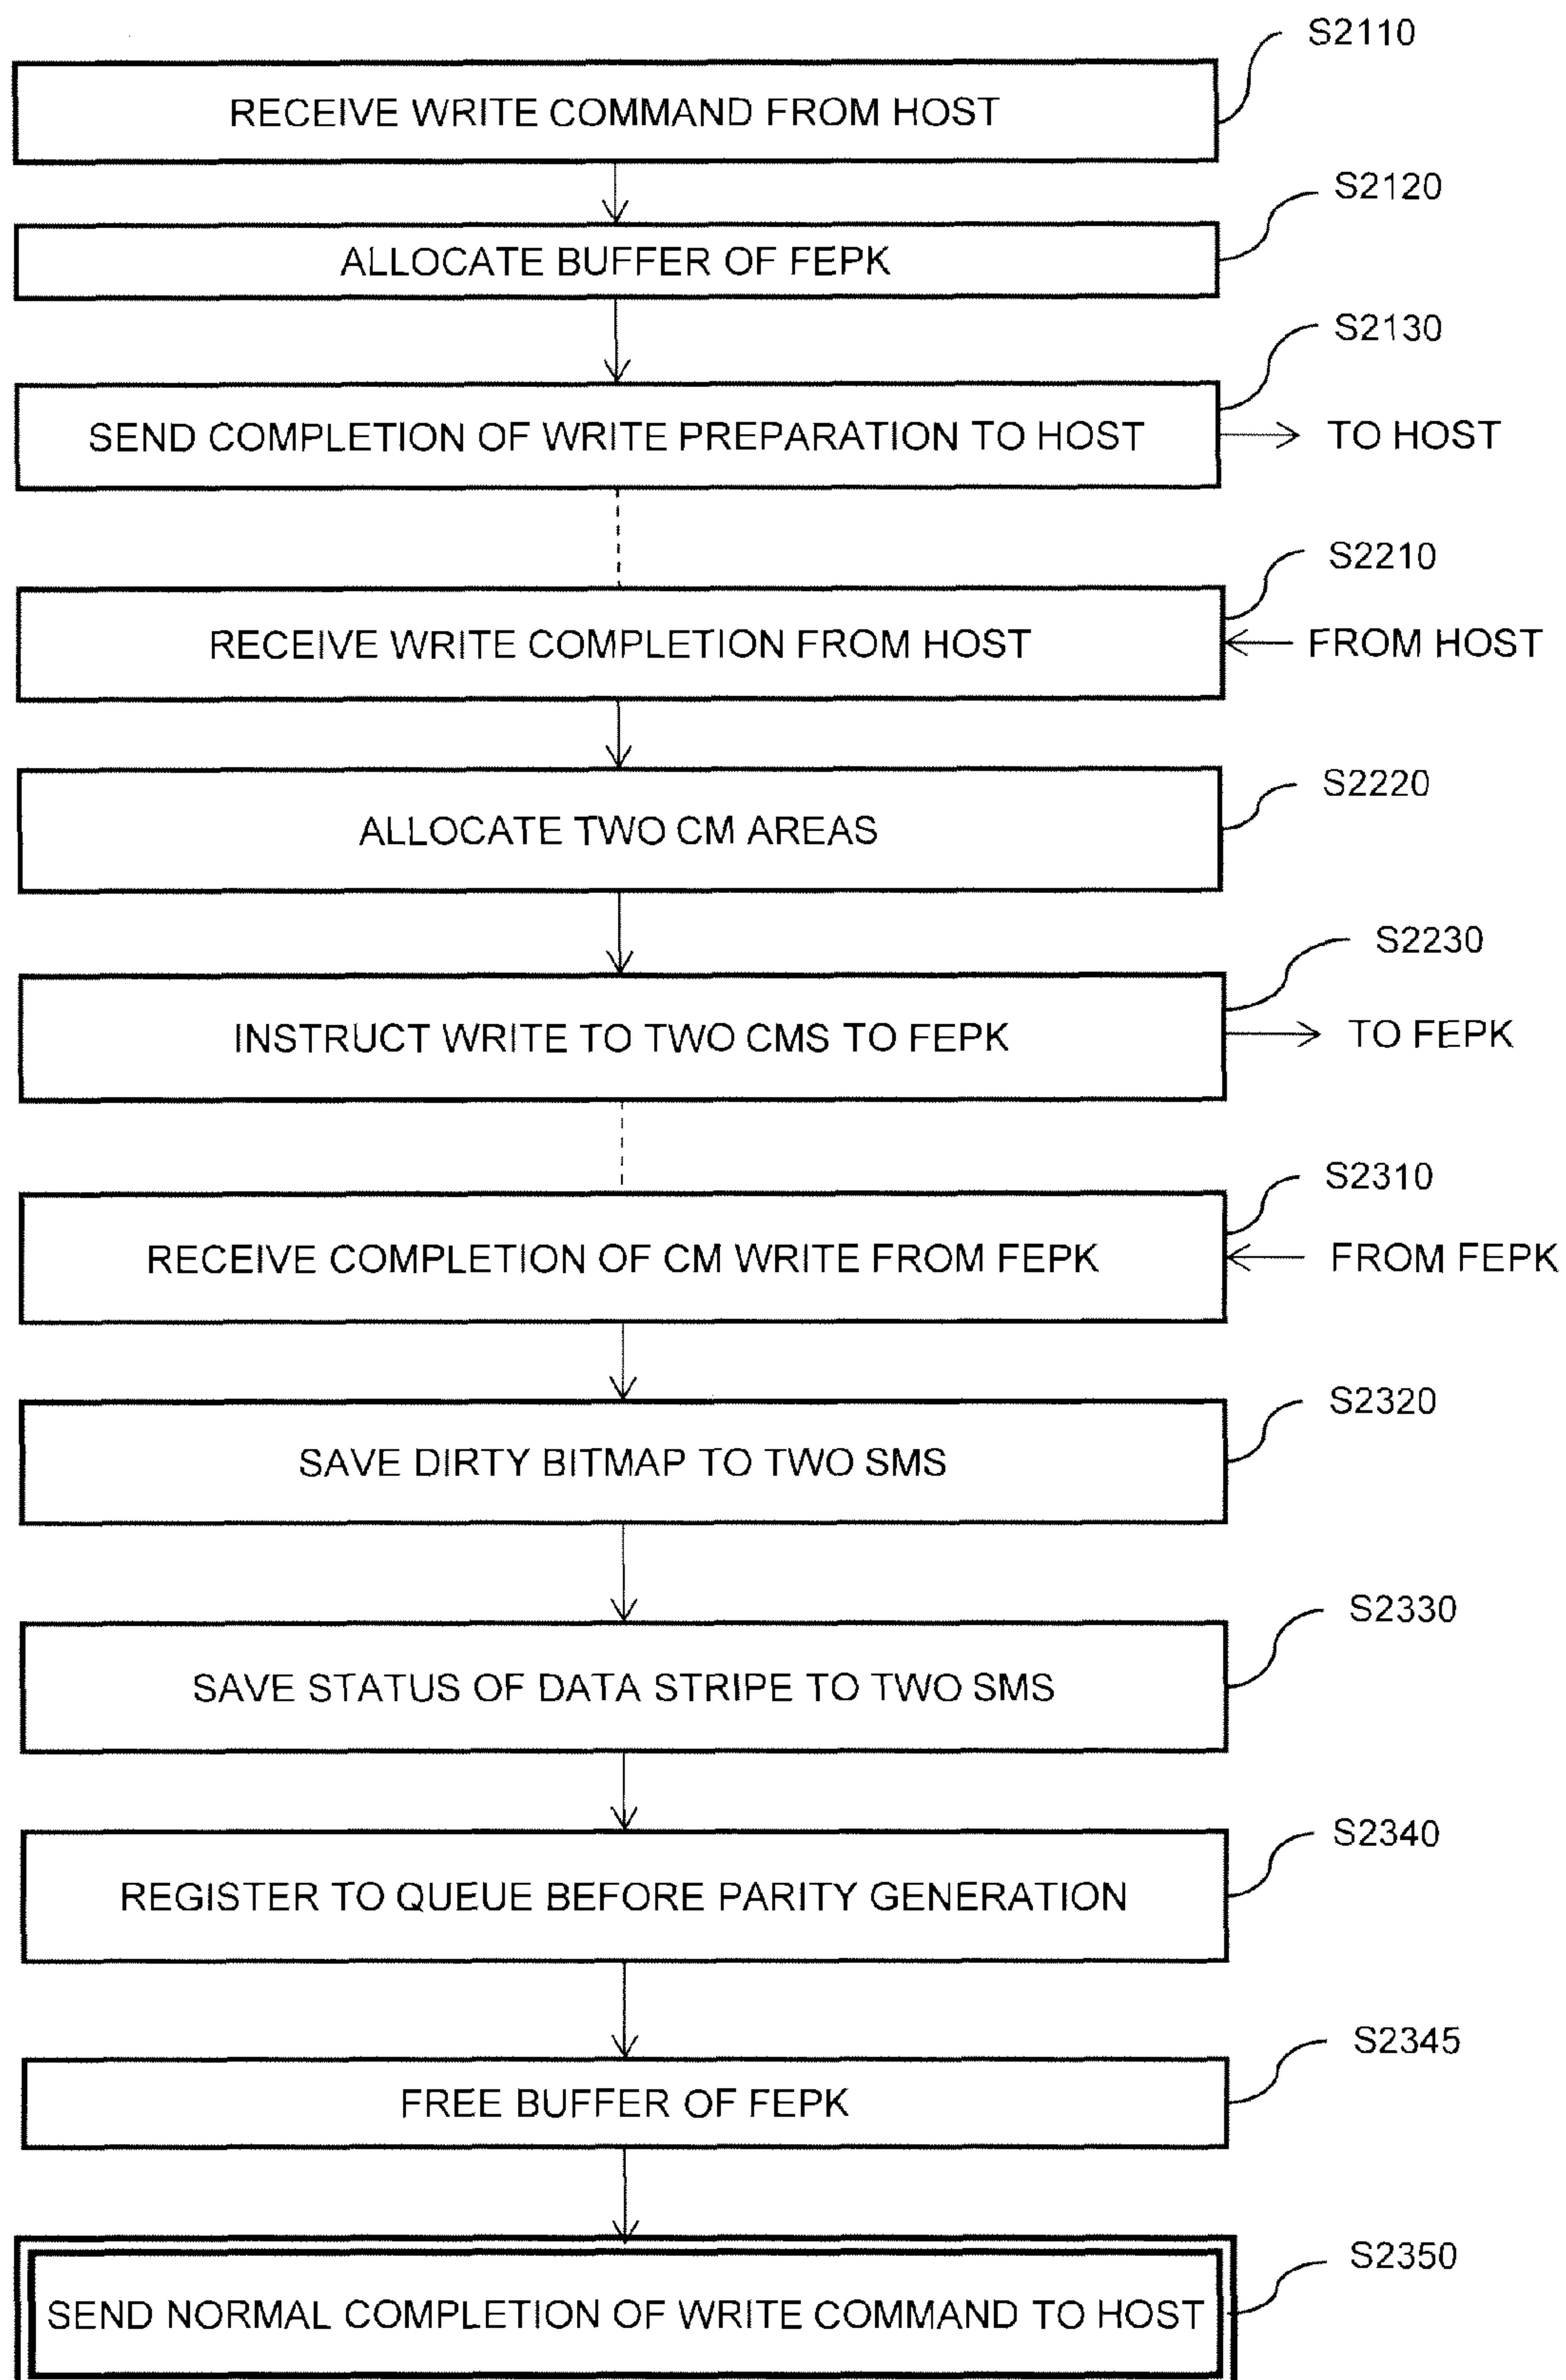 S2110
RECEIVE WRITE COMMAND FROM HOST
S2120
ALLOCATE BUFFER OF FEPK
S2130
SEND COMPLETION OF WRITE PREPARATION TO HOST
TO HOST
S2210
RECEIVE WRITE COMPLETION FROM HOST
FROM HOST
S2220
ALLOCATE TWO CM AREAS
S2230
INSTRUCT WRITE TO TWO CMS TO FEPK
TO FEPK
S2310
RECEIVE COMPLETION OF CM WRITE FROM FEPK
FROM FEPK
S2320
SAVE DIRTY BITMAP TO TWO SMS
S2330
SAVE STATUS OF DATA STRIPE TO TWO SMS
S2340
REGISTER TO QUEUE BEFORE PARITY GENERATION
S2345
FREE BUFFER OF FEPK
S2350
SEND NORMAL COMPLETION OF WRITE COMMAND TO HOST